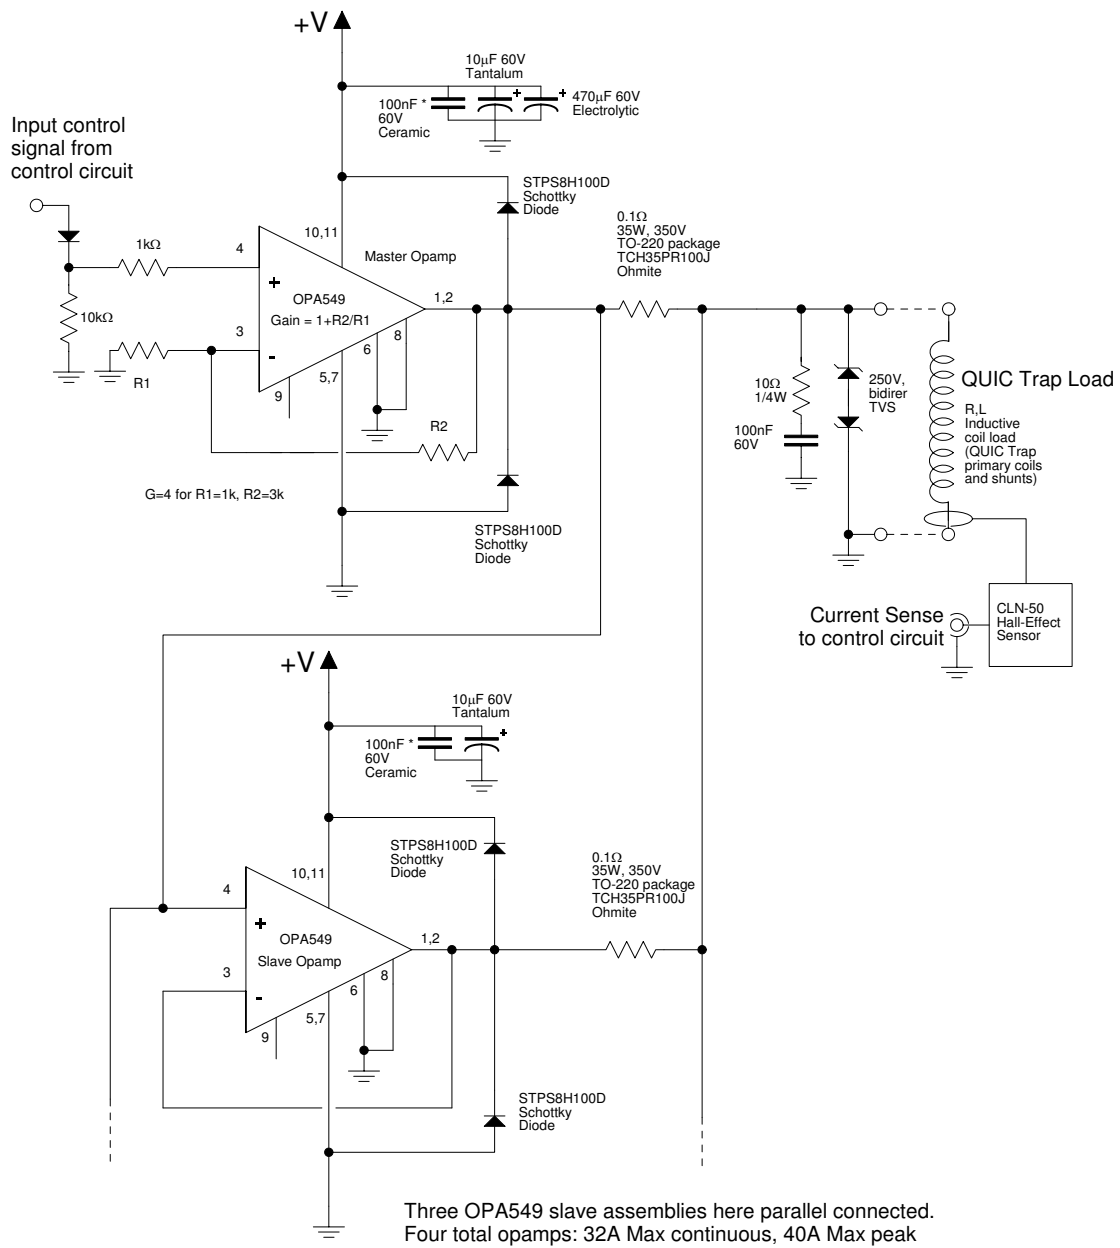 +V
10µF 60V
Tantalum
100nF *
60V
Ceramic
470µF 60V
Electrolytic
Input control
signal from
control circuit
STPS8H100D
Schottky
Diode
0.1Ω
35W, 350V
TO-220 package
TCH35PR100J
Ohmite
1kΩ
4
10,11
Master Opamp
+
OPA549
Gain = 1+R2/R1
1,2
10kΩ
3
-
6
8
5,7
R1
9
R2
10Ω
1/4W
100nF
60V
250V,
bidirer
TVS
QUIC Trap Load
R,L
Inductive
coil load
(QUIC Trap
primary coils
and shunts)
G=4 for R1=1k, R2=3k
STPS8H100D
Schottky
Diode
CLN-50
Hall-Effect
Sensor
Current Sense
to control circuit
+V
10µF 60V
Tantalum
100nF *
60V
Ceramic
STPS8H100D
Schottky
Diode
0.1Ω
35W, 350V
TO-220 package
TCH35PR100J
Ohmite
4
10,11
+
OPA549
Slave Opamp
1,2
3
-
6
8
5,7
9
STPS8H100D
Schottky
Diode
Three OPA549 slave assemblies here parallel connected.
Four total opamps: 32A Max continuous, 40A Max peak